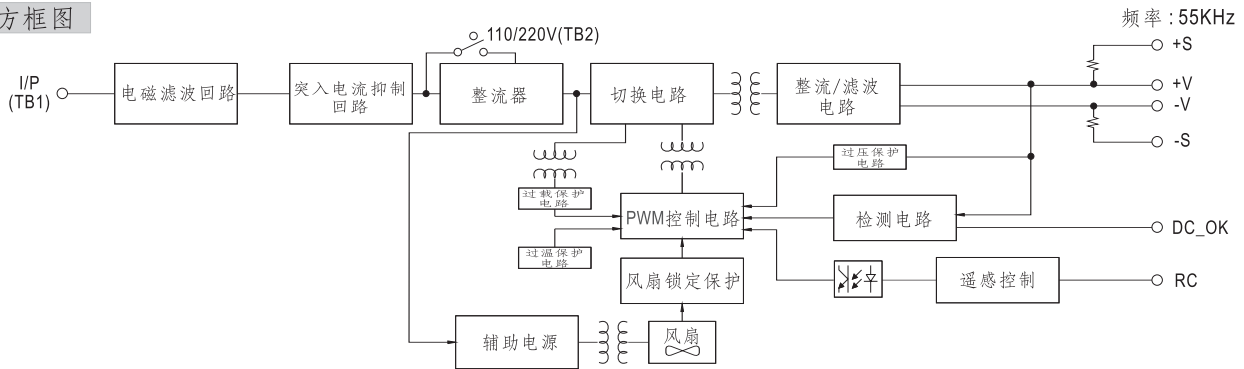 方框图
频率 : 55KHz
110/220V(TB2)
+S
I/P
(TB1)
电磁滤波回路
突入电流抑制
回路
整流器
切换电路
整流/滤波
电路
+V
-V
-S
过压保护
电路
过载保护
电路
PWM控制电路
检测电路
DC_OK
过温保护
电路
风扇锁定保护
遥感控制
RC
辅助电源
风扇